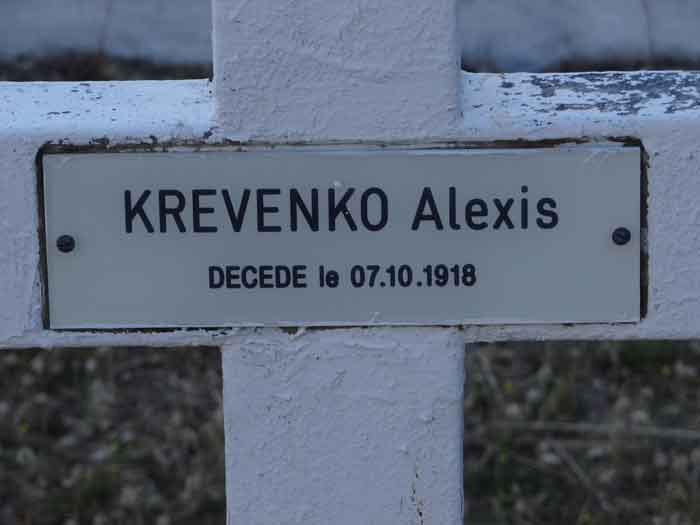 KREVENKO Alexis
DECEDE le 07.10.1918